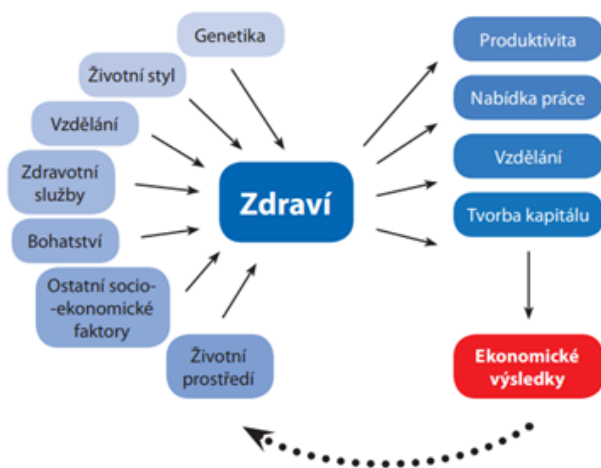 Genetika
Životní styl
Vzdělání
Zdravotní
služby
Bohatství
Ostatní socio-
-ekonomické
faktory
Životní
prostředí
Zdraví
Produktivita
Nabídka práce
Vzdělání
Tvorba kapitálu
Ekonomické
výsledky